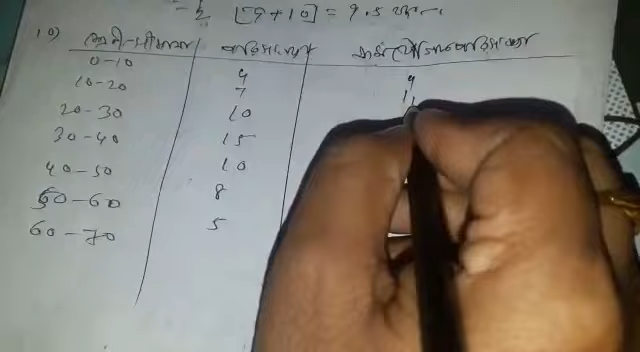 = ½ [9+10] = 9.5 
10) শ্রেনী-সীমানা পরিসংখ্যা ক্রমযৌগিক পরিসংখ্যা
0-10 4 4
10-20 7 11
20-30 10
30-40 15
40-50 10
50-60 8
60-70 5